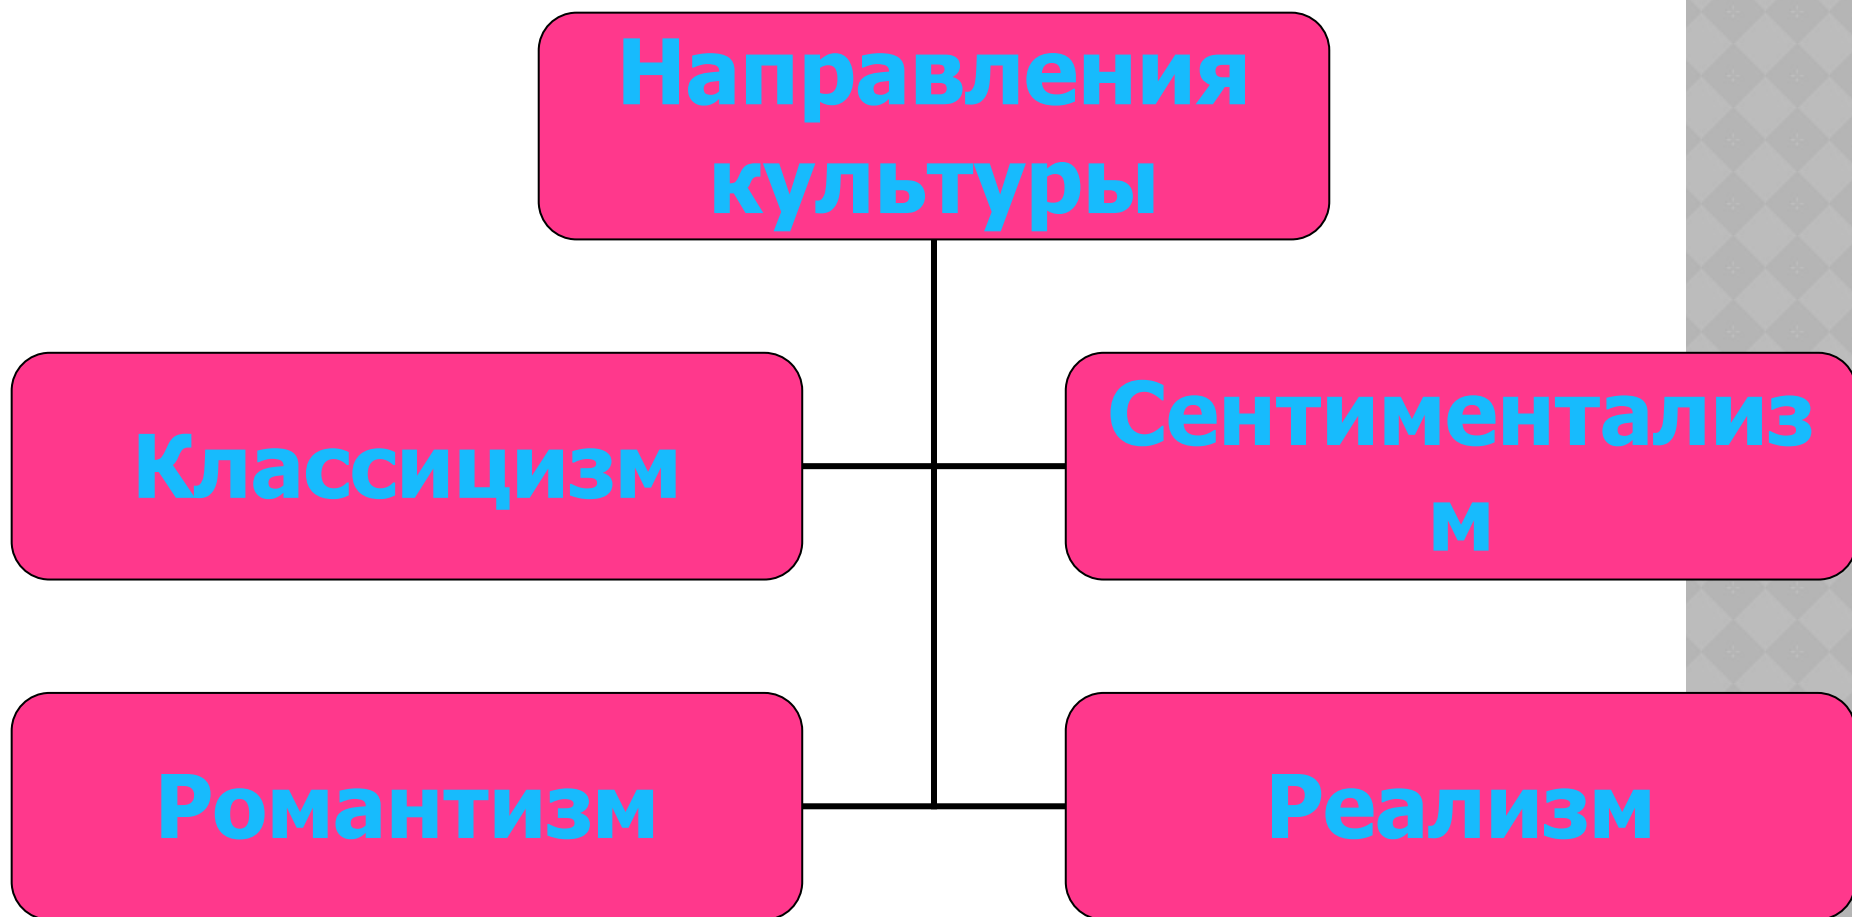 Направления
культуры
Классицизм
Сентиментализ
м
Романтизм
Реализм